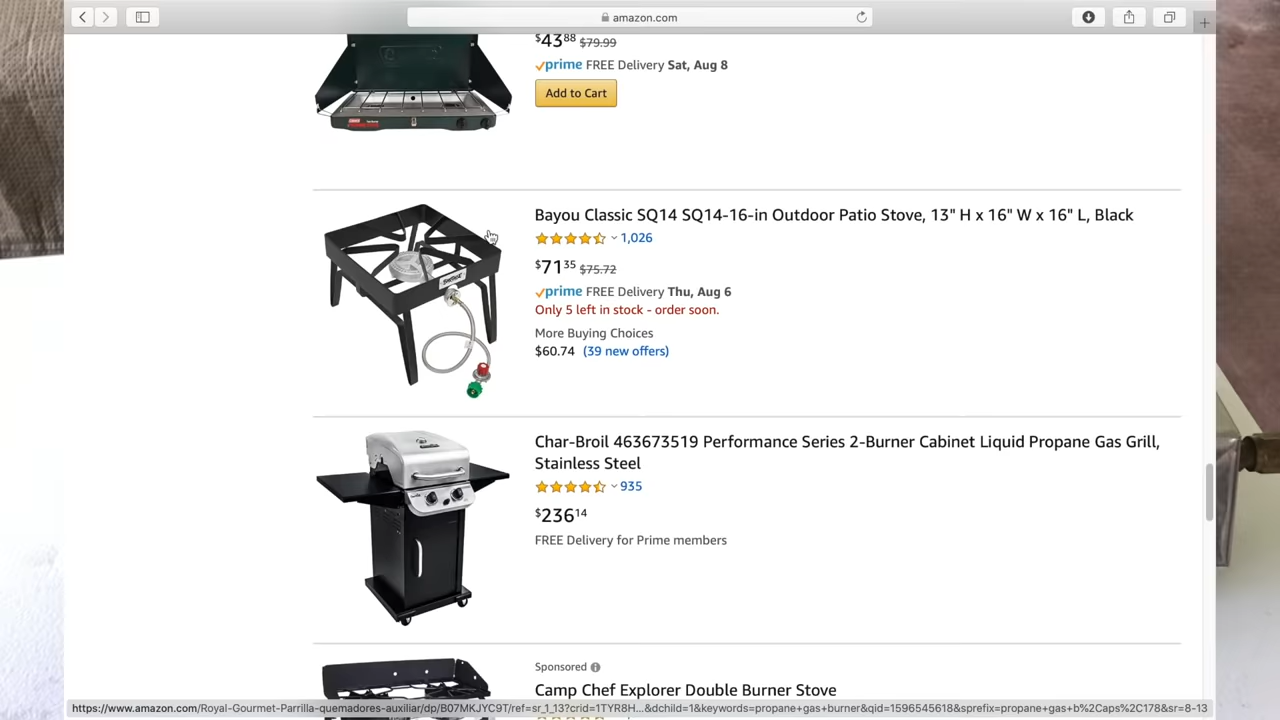 amazon.com
$43 88 $79.99
prime FREE Delivery Sat, Aug 8
Add to Cart
Bayou Classic SQ14 SQ14-16-in Outdoor Patio Stove, 13" H x 16" W x 16" L, Black
1,026
$71 35 $75.72
prime FREE Delivery Thu, Aug 6
Only 5 left in stock - order soon.
More Buying Choices
$60.74 (39 new offers)
Char-Broil 463673519 Performance Series 2-Burner Cabinet Liquid Propane Gas Grill,
Stainless Steel
935
$236 14
FREE Delivery for Prime members
Sponsored
Camp Chef Explorer Double Burner Stove
https://www.amazon.com/Royal-Gourmet-Parrilla-quemadores-auxiliar/dp/B07MKJYC9T/ref=sr_1_13?crid=1TYR8H...&dchild=1&keywords=propane+gas+burner&qid=1596545618&sprefix=propane+gas+b%2Caps%2C178&sr=8-13